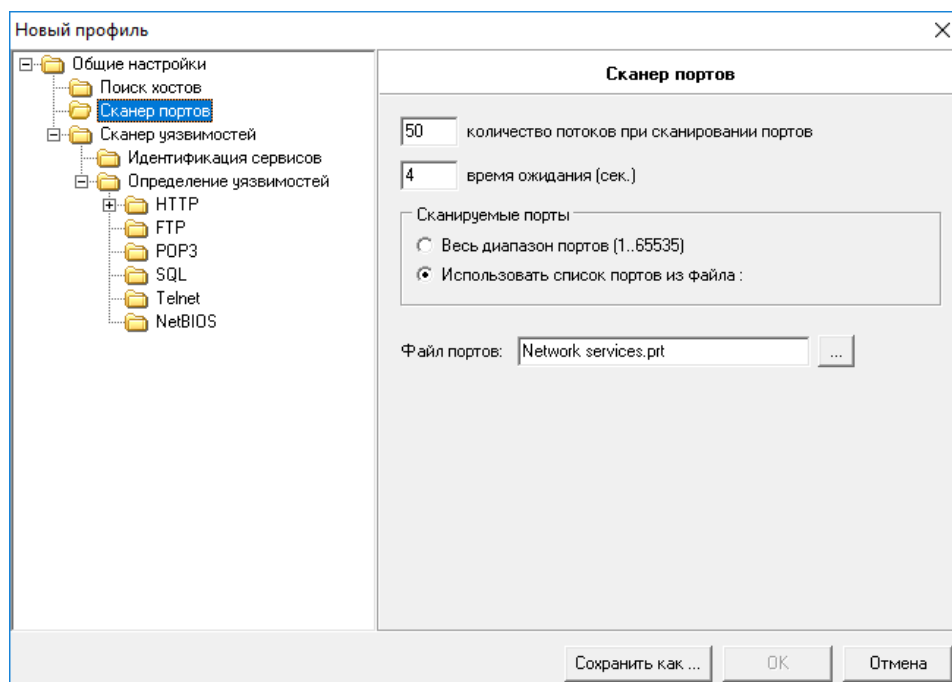 Новый профиль
Общие настройки
Поиск хостов
Сканер портов
Сканер уязвимостей
Идентификация сервисов
Определение уязвимостей
HTTP
FTP
POP3
SQL
Telnet
NetBIOS
Сканер портов
50 количество потоков при сканировании портов
4 время ожидания (сек.)
Сканируемые порты
Весь диапазон портов (1..65535)
Использовать список портов из файла :
Файл портов: Network services.prt ...
Сохранить как ... OK Отмена